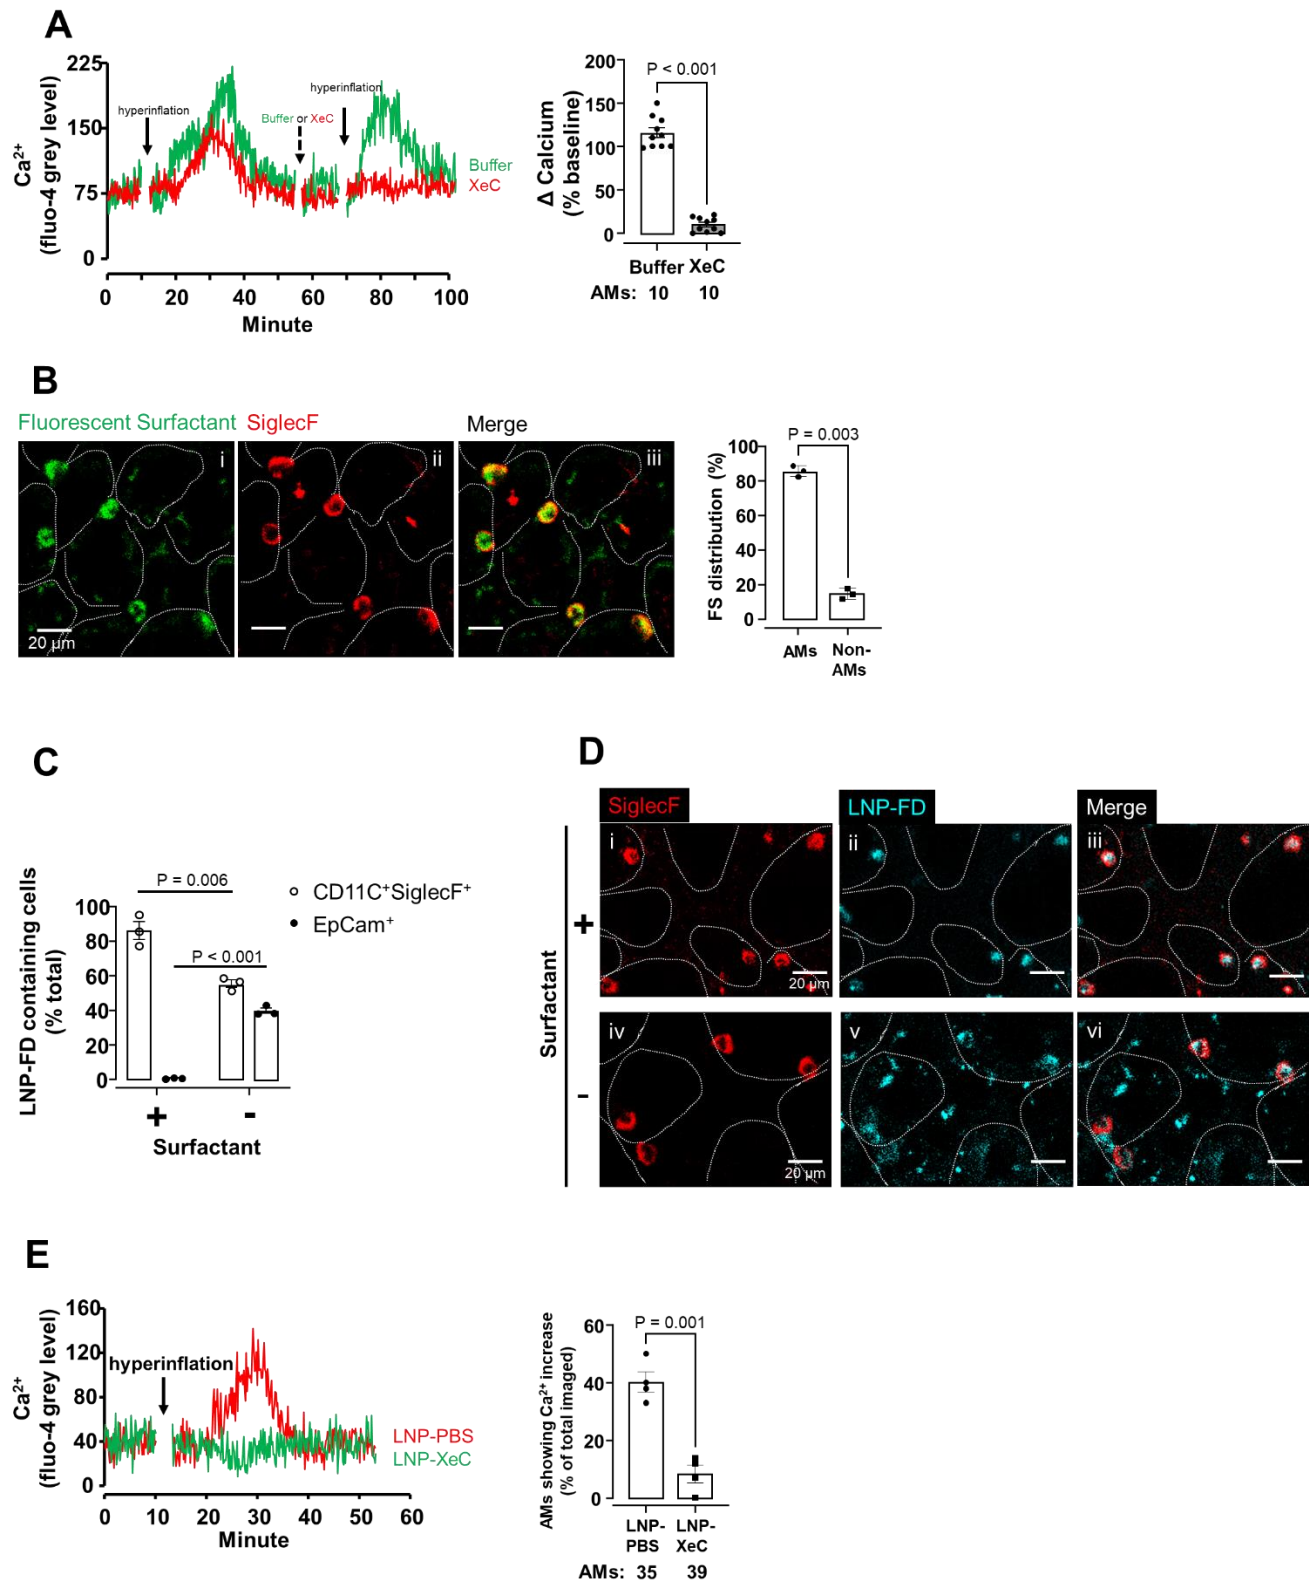 A
Ca2+
(fluo-4 grey level)
225
150
75
0
hyperinflation
Buffer or XeC
hyperinflation
Buffer
XeC
0 20 40 60 80 100
Minute
Δ Calcium
(% baseline)
200
150
100
50
0
P < 0.001
Buffer XeC
AMs: 10 10
B
Fluorescent Surfactant SiglecF Merge
i ii iii
20 µm
FS distribution (%)
100
80
60
40
20
0
P = 0.003
AMs Non-
AMs
C
LNP-FD containing cells
(% total)
100
80
60
40
20
0
P = 0.006
P < 0.001
CD11C+SiglecF+
EpCam+
+ -
Surfactant
D
SiglecF LNP-FD Merge
Surfactant
+
i ii iii
20 µm
-
iv v vi
20 µm
E
Ca2+
(fluo-4 grey level)
160
120
80
40
0
hyperinflation
LNP-PBS
LNP-XeC
0 10 20 30 40 50 60
Minute
AMs showing Ca2+ increase
(% of total imaged)
60
40
20
0
P = 0.001
LNP- LNP-
PBS XeC
AMs: 35 39